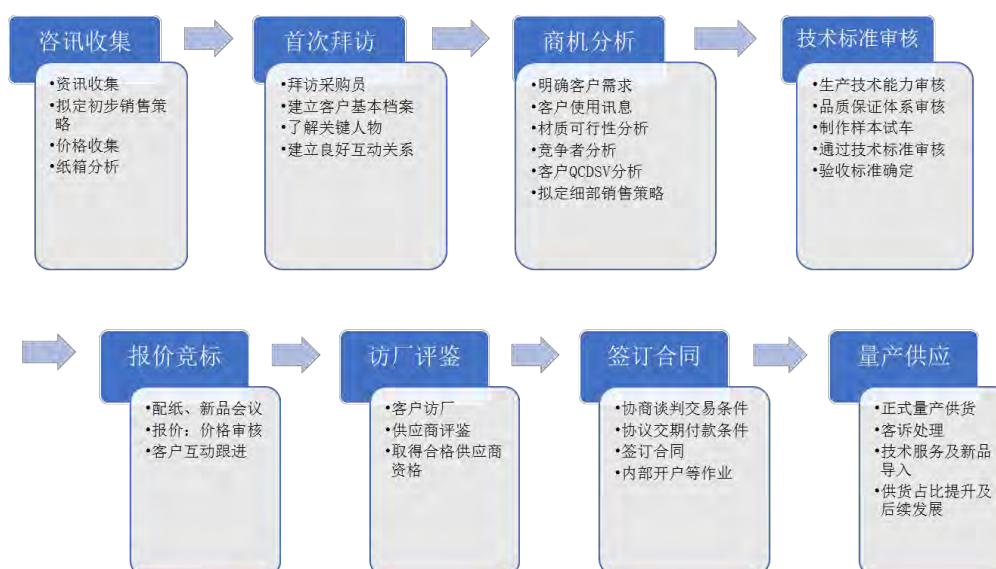 咨讯收集
•资讯收集
•拟定初步销售策
略
•价格收集
•纸箱分析
首次拜访
•拜访采购员
•建立客户基本档案
•了解关键人物
•建立良好互动关系
商机分析
•明确客户需求
•客户使用讯息
•材质可行性分析
•竞争者分析
•客户QCDSV分析
•拟定细部销售策略
技术标准审核
•生产技术能力审核
•品质保证体系审核
•制作样本试车
•通过技术标准审核
•验收标准确定
报价竞标
•配纸、新品会议
•报价：价格审核
•客户互动跟进
访厂评鉴
•客户访厂
•供应商评鉴
•取得合格供应商
资格
签订合同
•协商谈判交易条件
•协议交期付款条件
•签订合同
•内部开户等作业
量产供应
•正式量产供货
•客诉处理
•技术服务及新品
导入
•供货占比提升及
后续发展